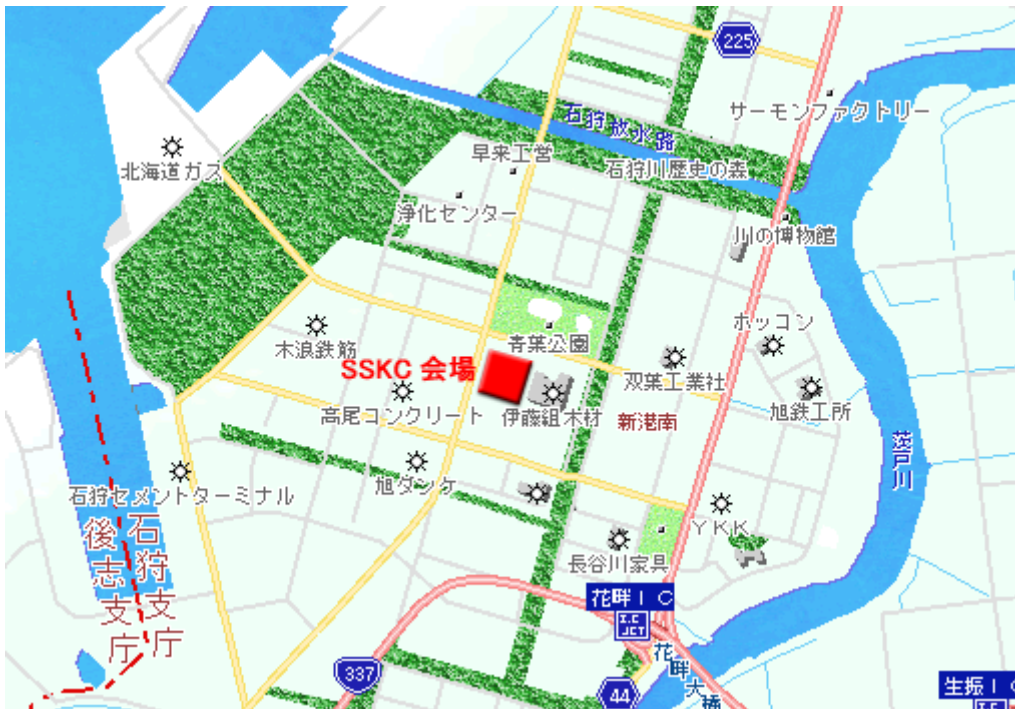 225
サーモンファクトリー
石狩放水路
早来工営
石狩川歴史の森
北海道ガス
浄化センター
川の博物館
木浪鉄筋
青葉公園
ホッコン
SSKC 会場
双葉工業社
高尾コンクリート
伊藤組木材
新港南
旭鉄工所
茨戸川
旭ダンケ
石狩セメントターミナル
YKK
石狩支庁
後志支庁
長谷川家具
花畔IC
I.C
JCT
花畔大橋
337
44
生振IC